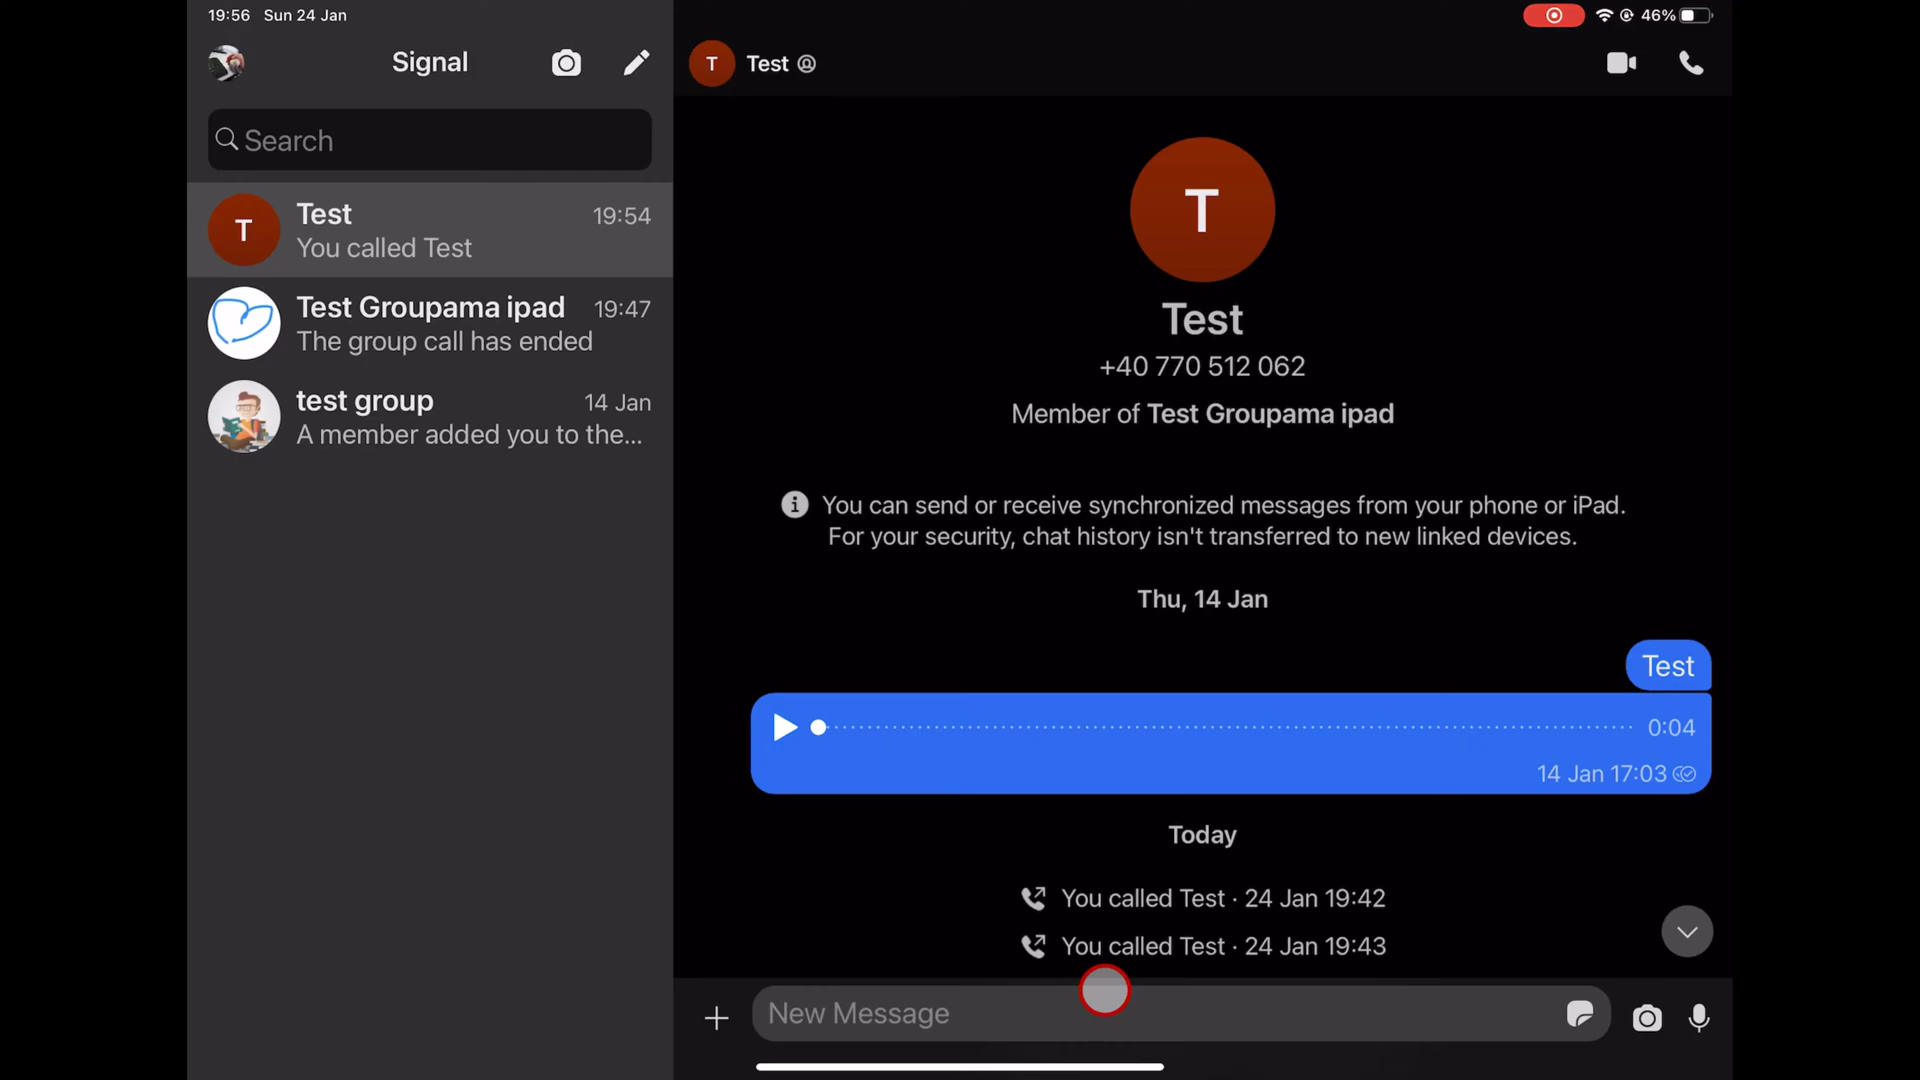 19:56 Sun 24 Jan
46%
Signal
Search
T
Test
19:54
You called Test
Test Groupama ipad
19:47
The group call has ended
test group
14 Jan
A member added you to the...
T
Test
T
Test
+40 770 512 062
Member of Test Groupama ipad
You can send or receive synchronized messages from your phone or iPad.
For your security, chat history isn't transferred to new linked devices.
Thu, 14 Jan
Test
0:04
14 Jan 17:03
Today
You called Test · 24 Jan 19:42
You called Test · 24 Jan 19:43
New Message